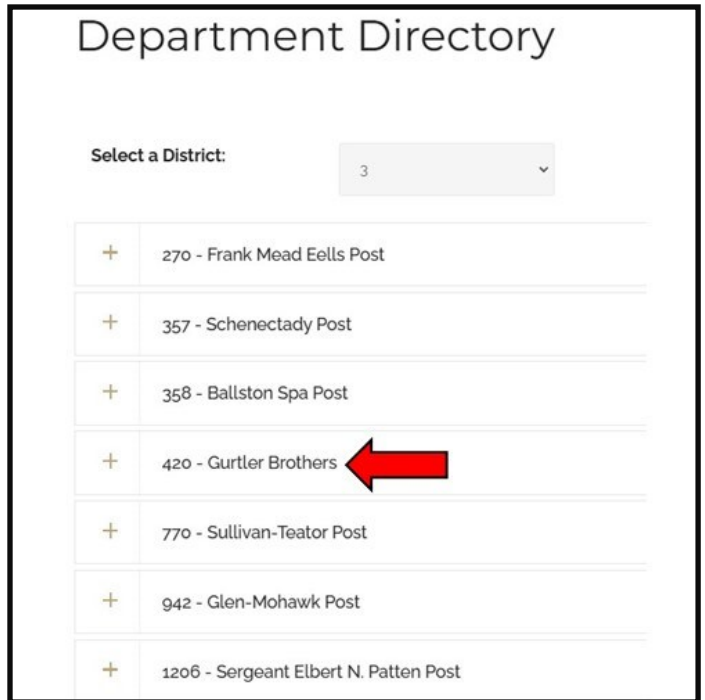 Department Directory
Select a District:
3
270 - Frank Mead Eells Post
357 - Schenectady Post
358 - Ballston Spa Post
420 - Gurtler Brothers
770 - Sullivan-Teator Post
942 - Glen-Mohawk Post
1206 - Sergeant Elbert N. Patten Post